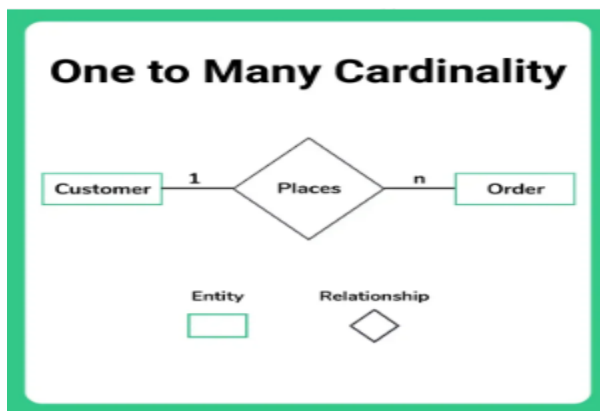 One to Many Cardinality
Customer 1 Places n Order
Entity Relationship